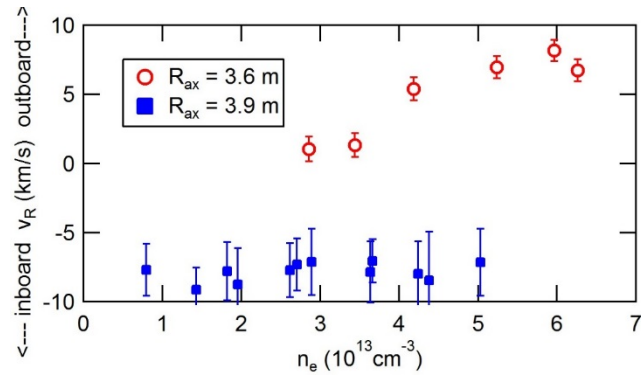 <--- inboard v_R (km/s) outboard--->
10
5
0
-5
-10
R_ax = 3.6 m
R_ax = 3.9 m
0 1 2 3 4 5 6 7
n_e (10^13 cm^-3)